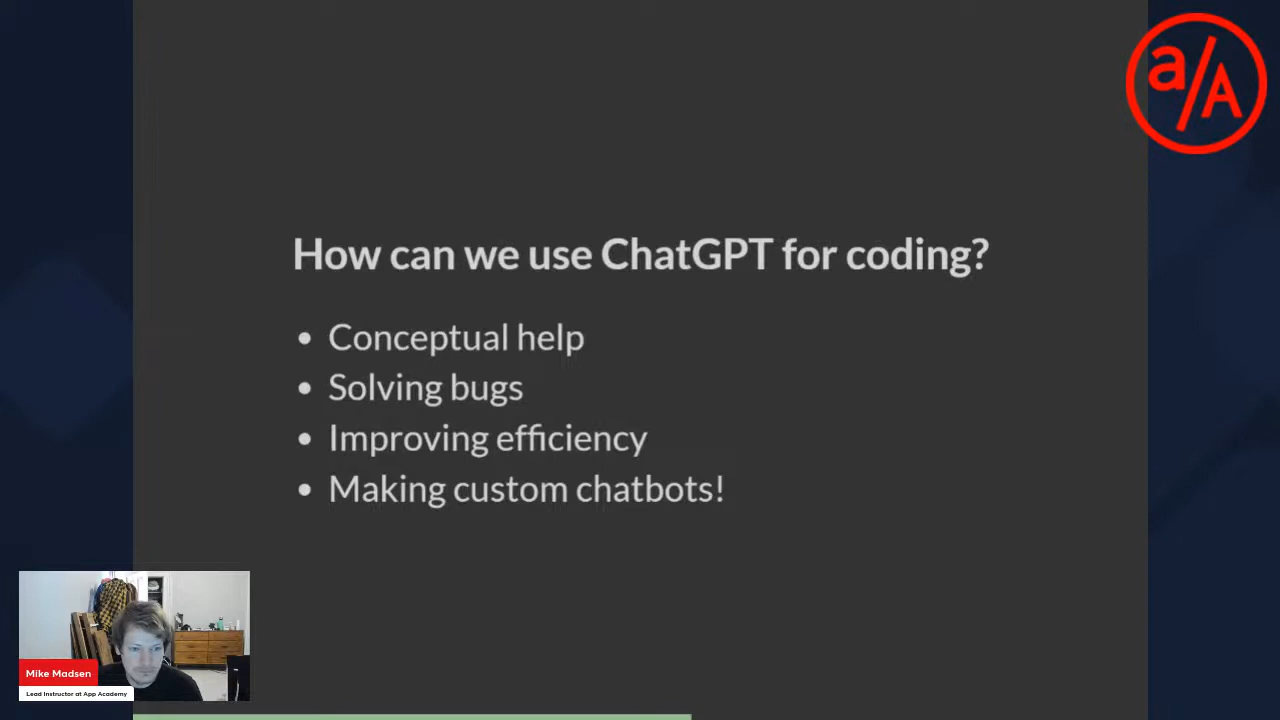 a/A
How can we use ChatGPT for coding?
• Conceptual help
• Solving bugs
• Improving efficiency
• Making custom chatbots!
Mike Madsen
Lead Instructor at App Academy